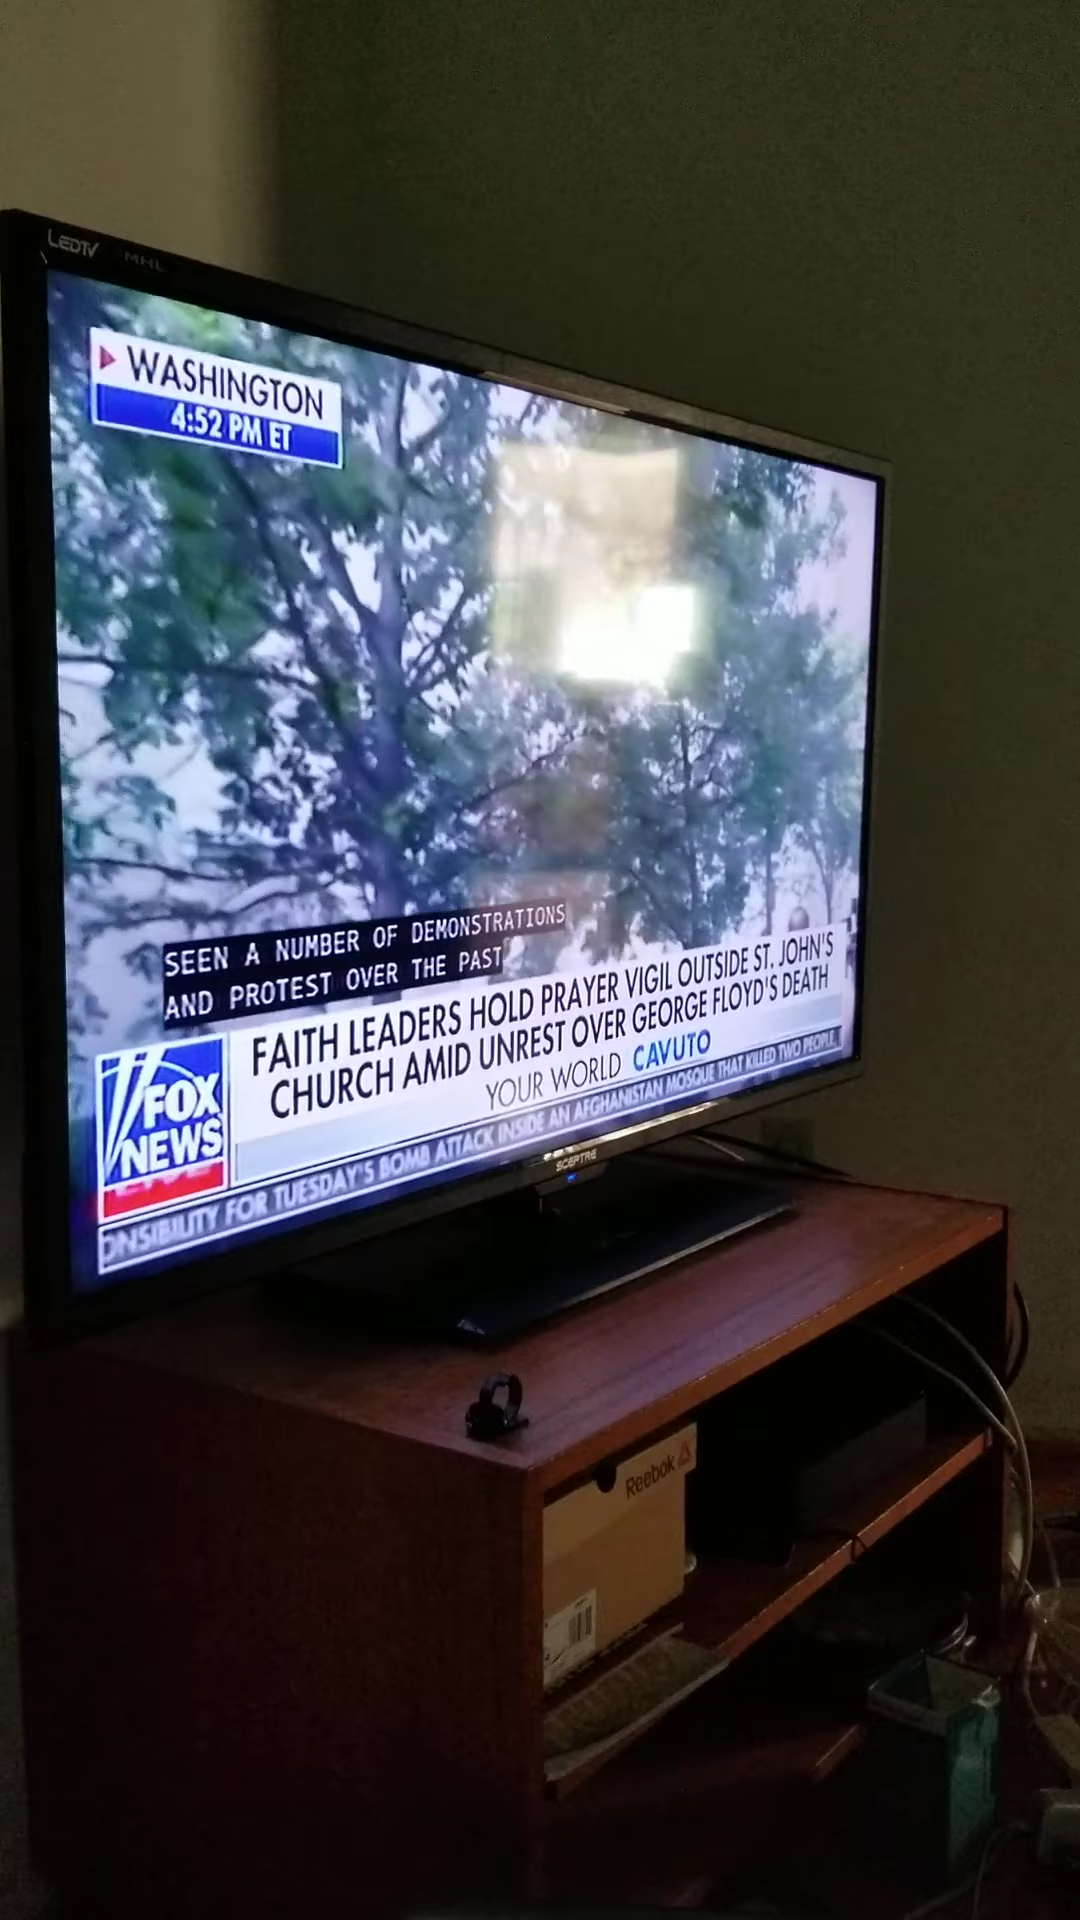 LEDTV MHL
WASHINGTON
4:52 PM ET
SEEN A NUMBER OF DEMONSTRATIONS
AND PROTEST OVER THE PAST
FAITH LEADERS HOLD PRAYER VIGIL OUTSIDE ST. JOHN'S
CHURCH AMID UNREST OVER GEORGE FLOYD'S DEATH
YOUR WORLD CAVUTO
FOX
NEWS
ONSIBILITY FOR TUESDAY'S BOMB ATTACK INSIDE AN AFGHANISTAN MOSQUE THAT KILLED TWO PEOPLE.
SCEPTRE
Reebok